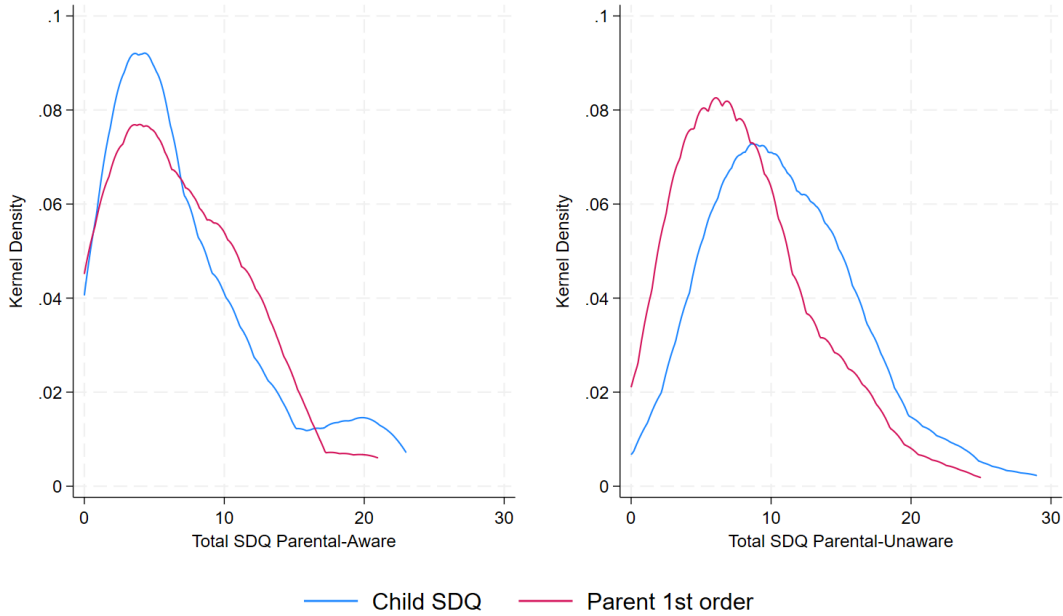 .1
.08
.06
.04
.02
0
Kernel Density
0 10 20 30
Total SDQ Parental-Aware
.1
.08
.06
.04
.02
0
Kernel Density
0 10 20 30
Total SDQ Parental-Unaware
Child SDQ Parent 1st order